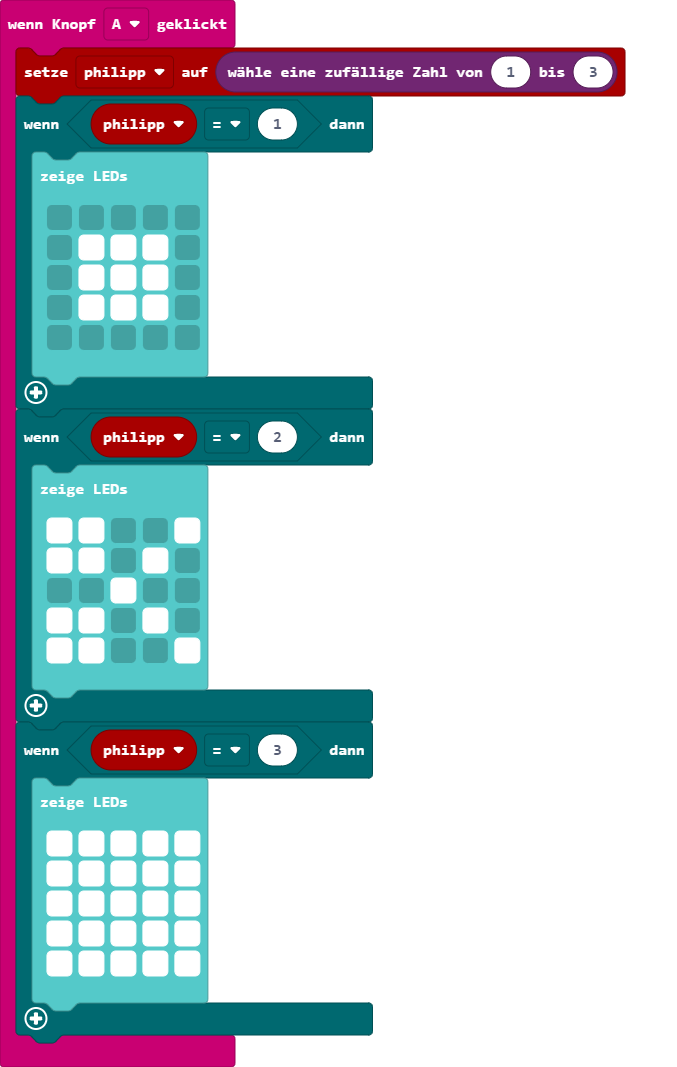 wenn Knopf A geklickt
setze philipp auf wähle eine zufällige Zahl von 1 bis 3
wenn philipp = 1 dann
zeige LEDs
wenn philipp = 2 dann
zeige LEDs
wenn philipp = 3 dann
zeige LEDs